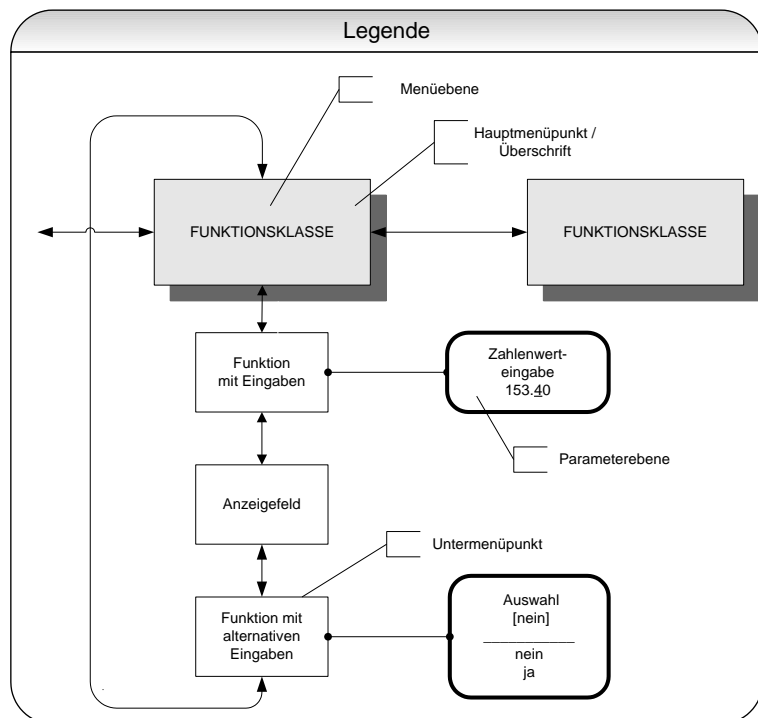 Legende
Menüebene
Hauptmenüpunkt /
Überschrift
FUNKTIONSKLASSE
FUNKTIONSKLASSE
Funktion
mit Eingaben
Zahlenwert-
eingabe
153.40
Parameterebene
Anzeigefeld
Untermenüpunkt
Funktion mit
alternativen
Eingaben
Auswahl
[nein]
nein
ja